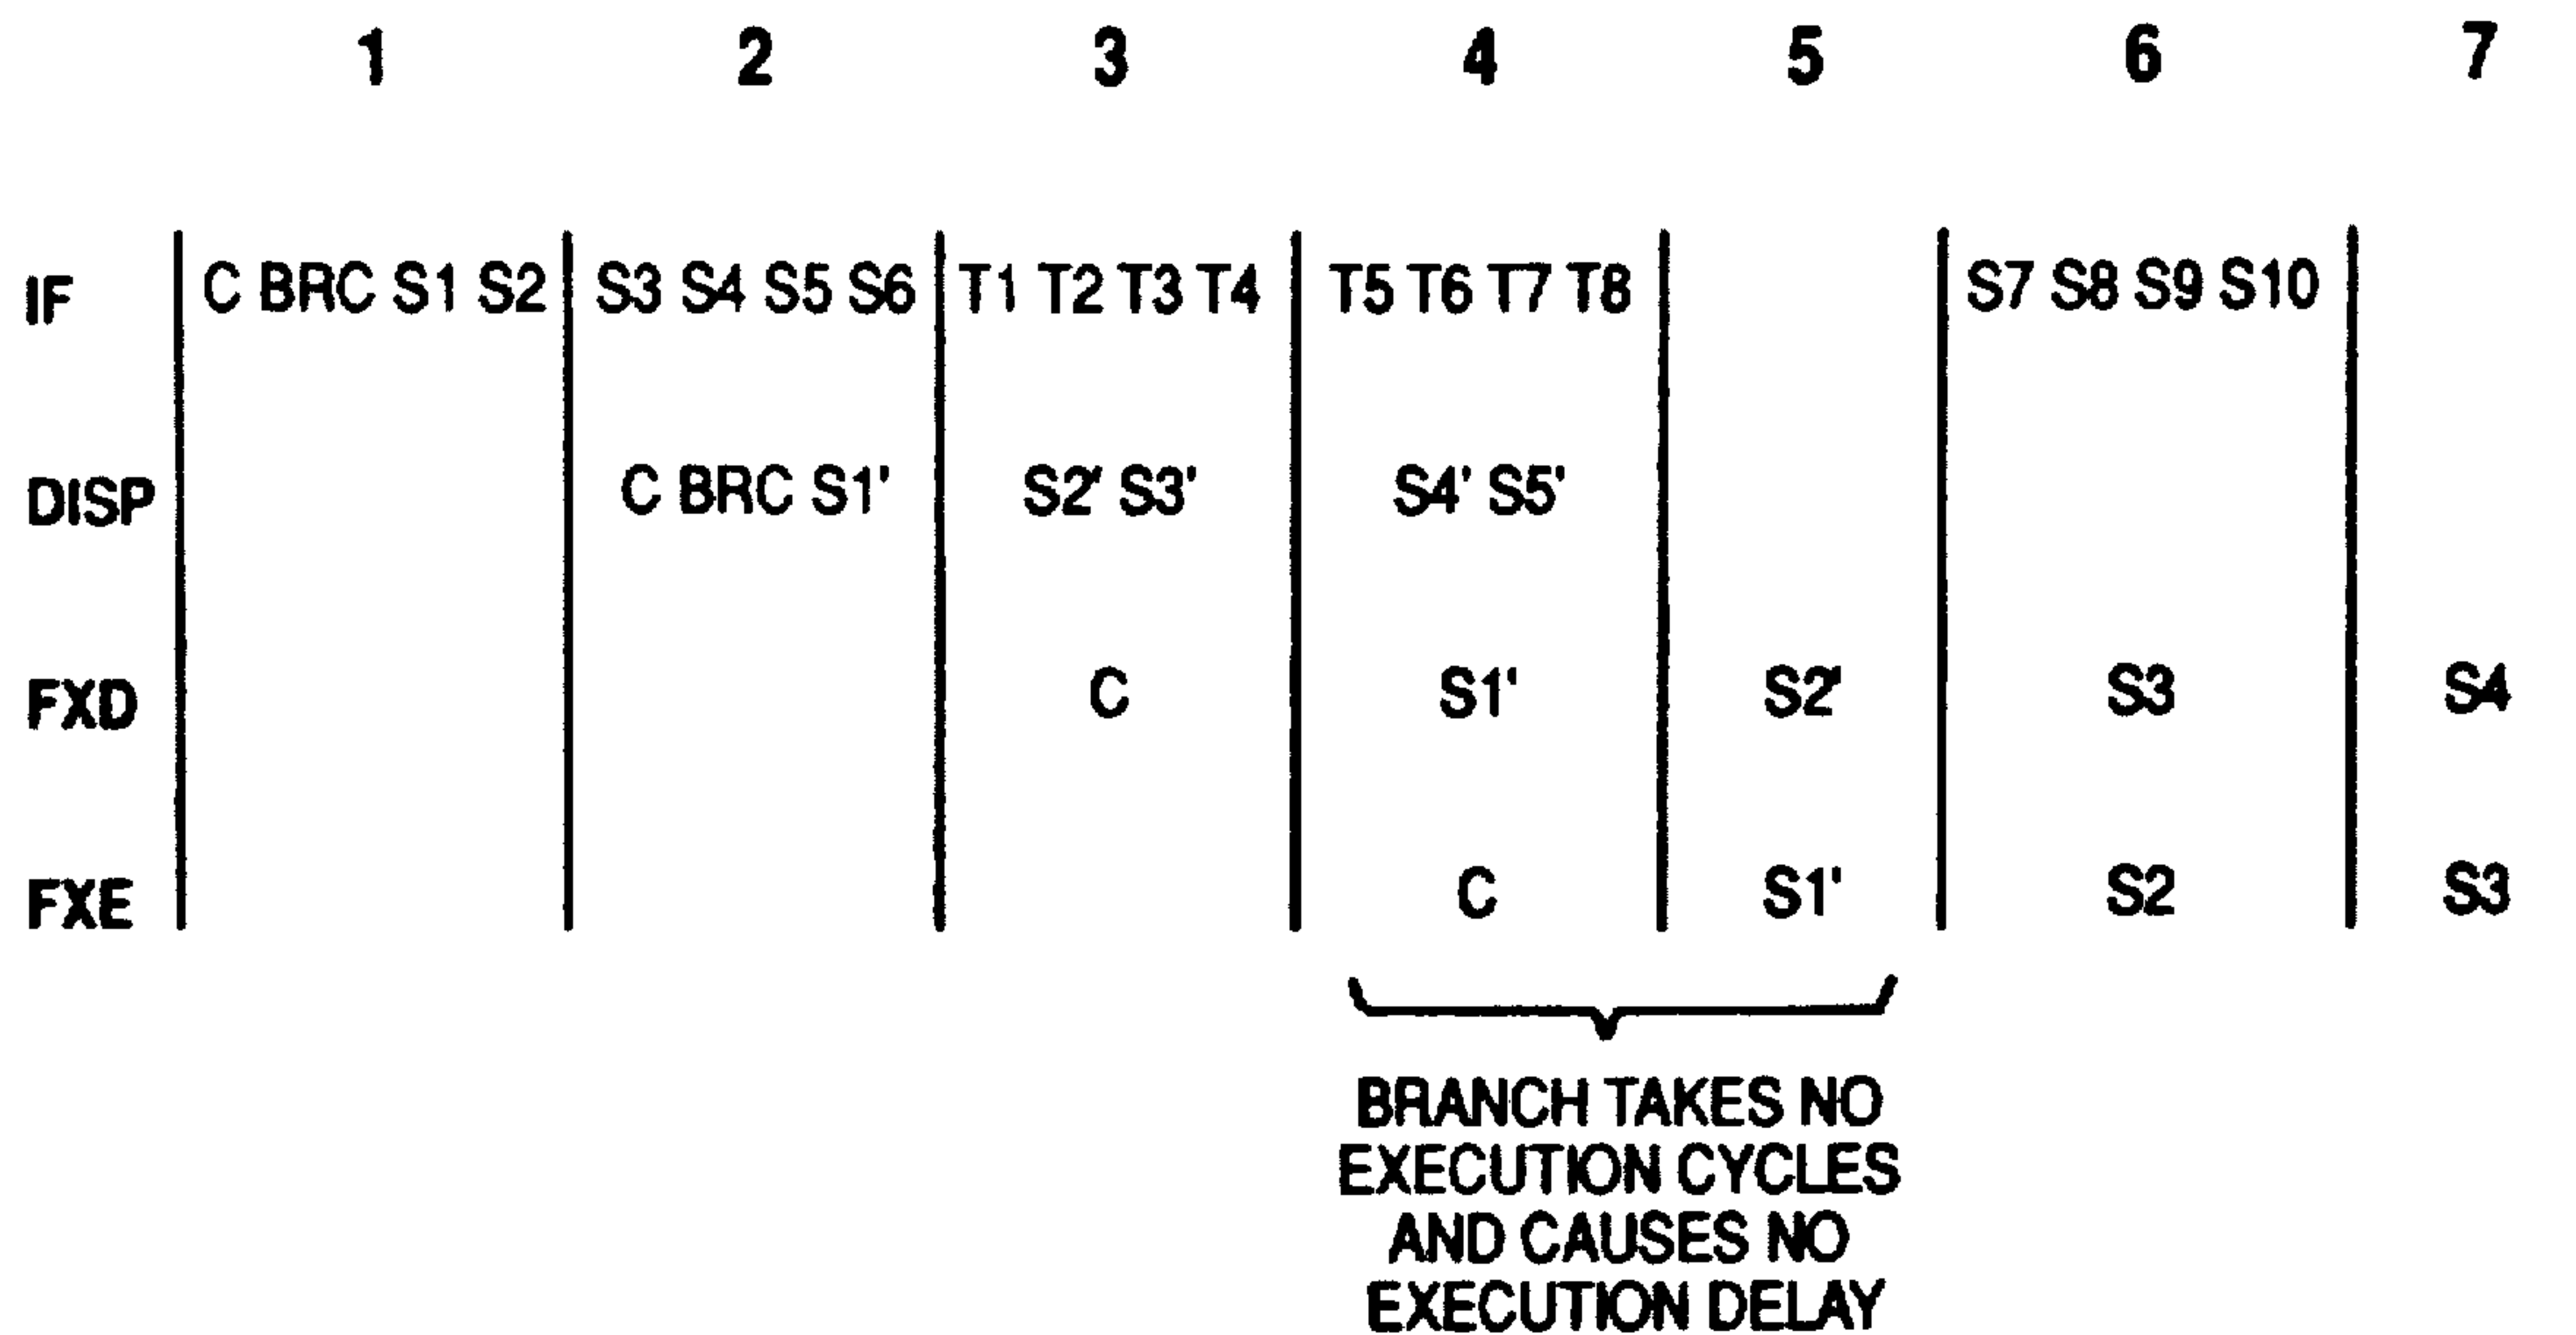 1 2 3 4 5 6 7
IF C BRC S1 S2 S3 S4 S5 S6 T1 T2 T3 T4 T5 T6 T7 T8 S7 S8 S9 S10
DISP C BRC S1' S2' S3' S4' S5'
FXD C S1' S2' S3 S4
FXE C S1' S2 S3
BRANCH TAKES NO
EXECUTION CYCLES
AND CAUSES NO
EXECUTION DELAY